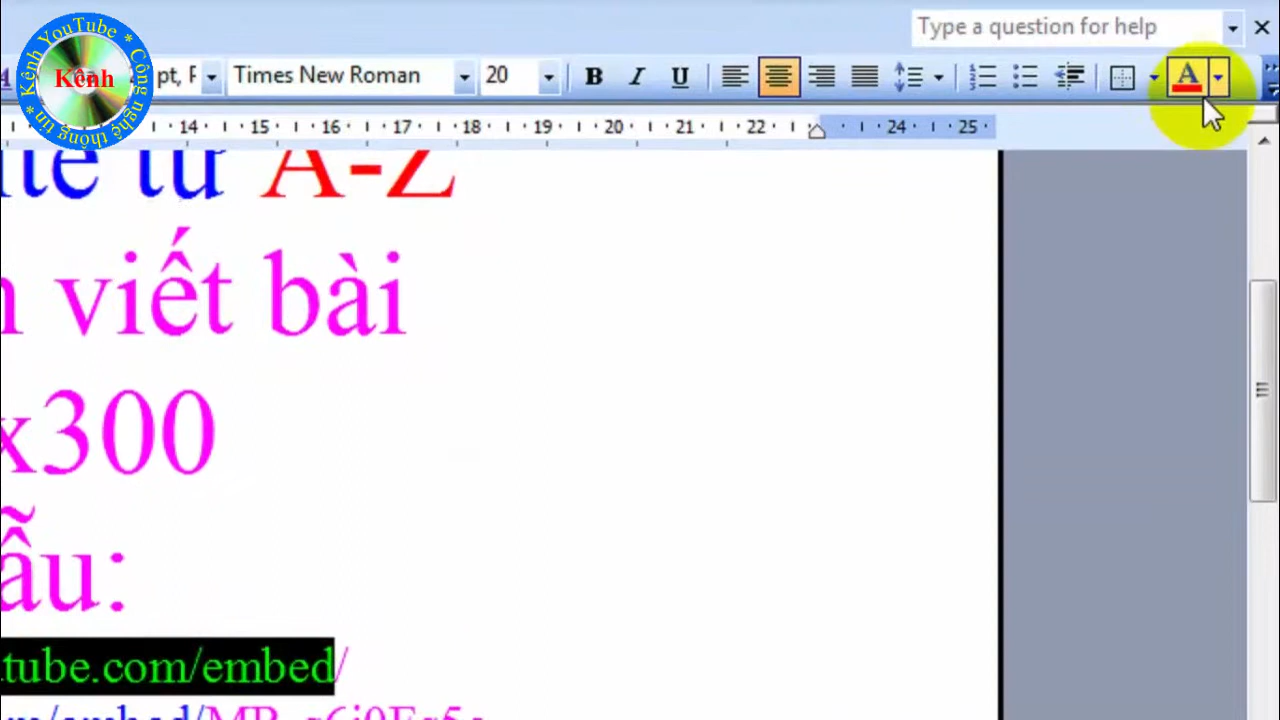 Type a question for help
Kênh YouTube * Công nghệ thông tin *
Kênh
pt,
Times New Roman
20
B I U
A
14 15 16 17 18 19 20 21 22 24 25
từ A-Z
viết bài
x300
ẫu:
tube.com/embed/